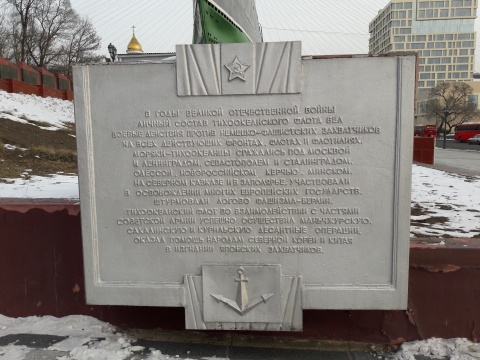 В ГОДЫ ВЕЛИКОЙ ОТЕЧЕСТВЕННОЙ ВОЙНЫ
ЛИЧНЫЙ СОСТАВ ТИХООКЕАНСКОГО ФЛОТА ВЕЛ
БОЕВЫЕ ДЕЙСТВИЯ ПРОТИВ НЕМЕЦКО-ФАШИСТСКИХ ЗАХВАТЧИКОВ
НА ВСЕХ ДЕЙСТВУЮЩИХ ФРОНТАХ, ФЛОТАХ И ФЛОТИЛИЯХ.
МОРЯКИ-ТИХООКЕАНЦЫ СРАЖАЛИСЬ ПОД МОСКВОЙ
И ЛЕНИНГРАДОМ, СЕВАСТОПОЛЕМ И СТАЛИНГРАДОМ,
ОДЕССОЙ, НОВОРОССИЙСКОМ, КЕРЧЬЮ, МИНСКОМ,
НА СЕВЕРНОМ КАВКАЗЕ И В ЗАПОЛЯРЬЕ, УЧАСТВОВАЛИ
В ОСВОБОЖДЕНИИ МНОГИХ ЕВРОПЕЙСКИХ ГОСУДАРСТВ,
ШТУРМОВАЛИ ЛОГОВО ФАШИЗМА-БЕРЛИН.
ТИХООКЕАНСКИЙ ФЛОТ ВО ВЗАИМОДЕЙСТВИИ С ЧАСТЯМИ
СОВЕТСКОЙ АРМИИ УСПЕШНО ОСУЩЕСТВИЛ МАНЬЧЖУРСКУЮ,
САХАЛИНСКУЮ И КУРИЛЬСКУЮ ДЕСАНТНЫЕ ОПЕРАЦИИ,
ОКАЗАЛ ПОМОЩЬ НАРОДАМ СЕВЕРНОЙ КОРЕИ И КИТАЯ
В ИЗГНАНИИ ЯПОНСКИХ ЗАХВАТЧИКОВ.